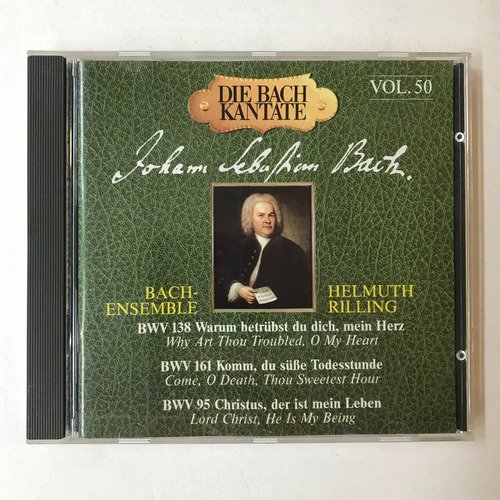 DIE BACH
KANTATE
VOL. 50
Johann Sebastian Bach.
BACH-
ENSEMBLE
HELMUTH
RILLING
BWV 138 Warum betrübst du dich, mein Herz
Why Art Thou Troubled, O My Heart
BWV 161 Komm, du süße Todesstunde
Come, O Death, Thou Sweetest Hour
BWV 95 Christus, der ist mein Leben
Lord Christ, He Is My Being